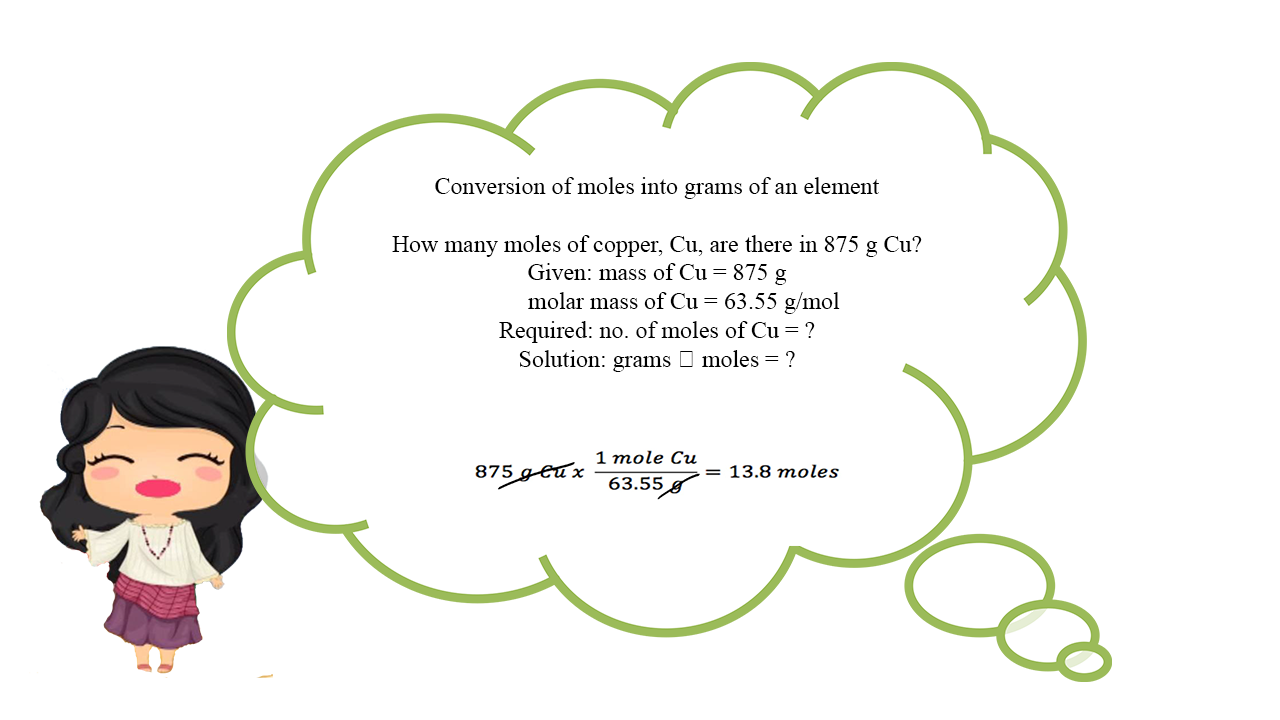 Conversion of moles into grams of an element
How many moles of copper, Cu, are there in 875 g Cu?
Given: mass of Cu = 875 g
molar mass of Cu = 63.55 g/mol
Required: no. of moles of Cu = ?
Solution: grams □ moles = ?
875 g Cu x 1 mole Cu / 63.55 g = 13.8 moles